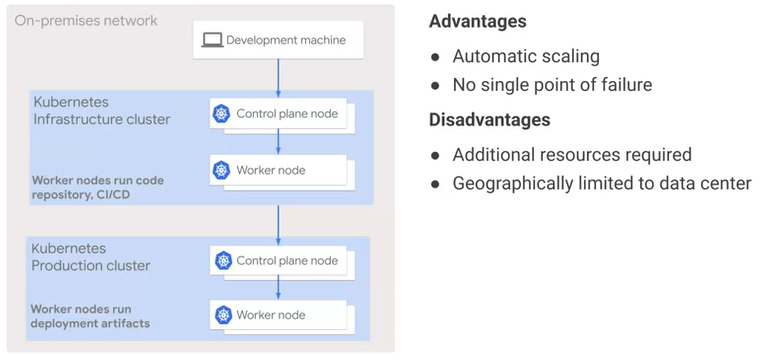 On-premises network
Development machine
Kubernetes
Infrastructure cluster
Control plane node
Worker node
Worker nodes run code
repository, CI/CD
Kubernetes
Production cluster
Control plane node
Worker nodes run
deployment artifacts
Worker node
Advantages
● Automatic scaling
● No single point of failure
Disadvantages
● Additional resources required
● Geographically limited to data center